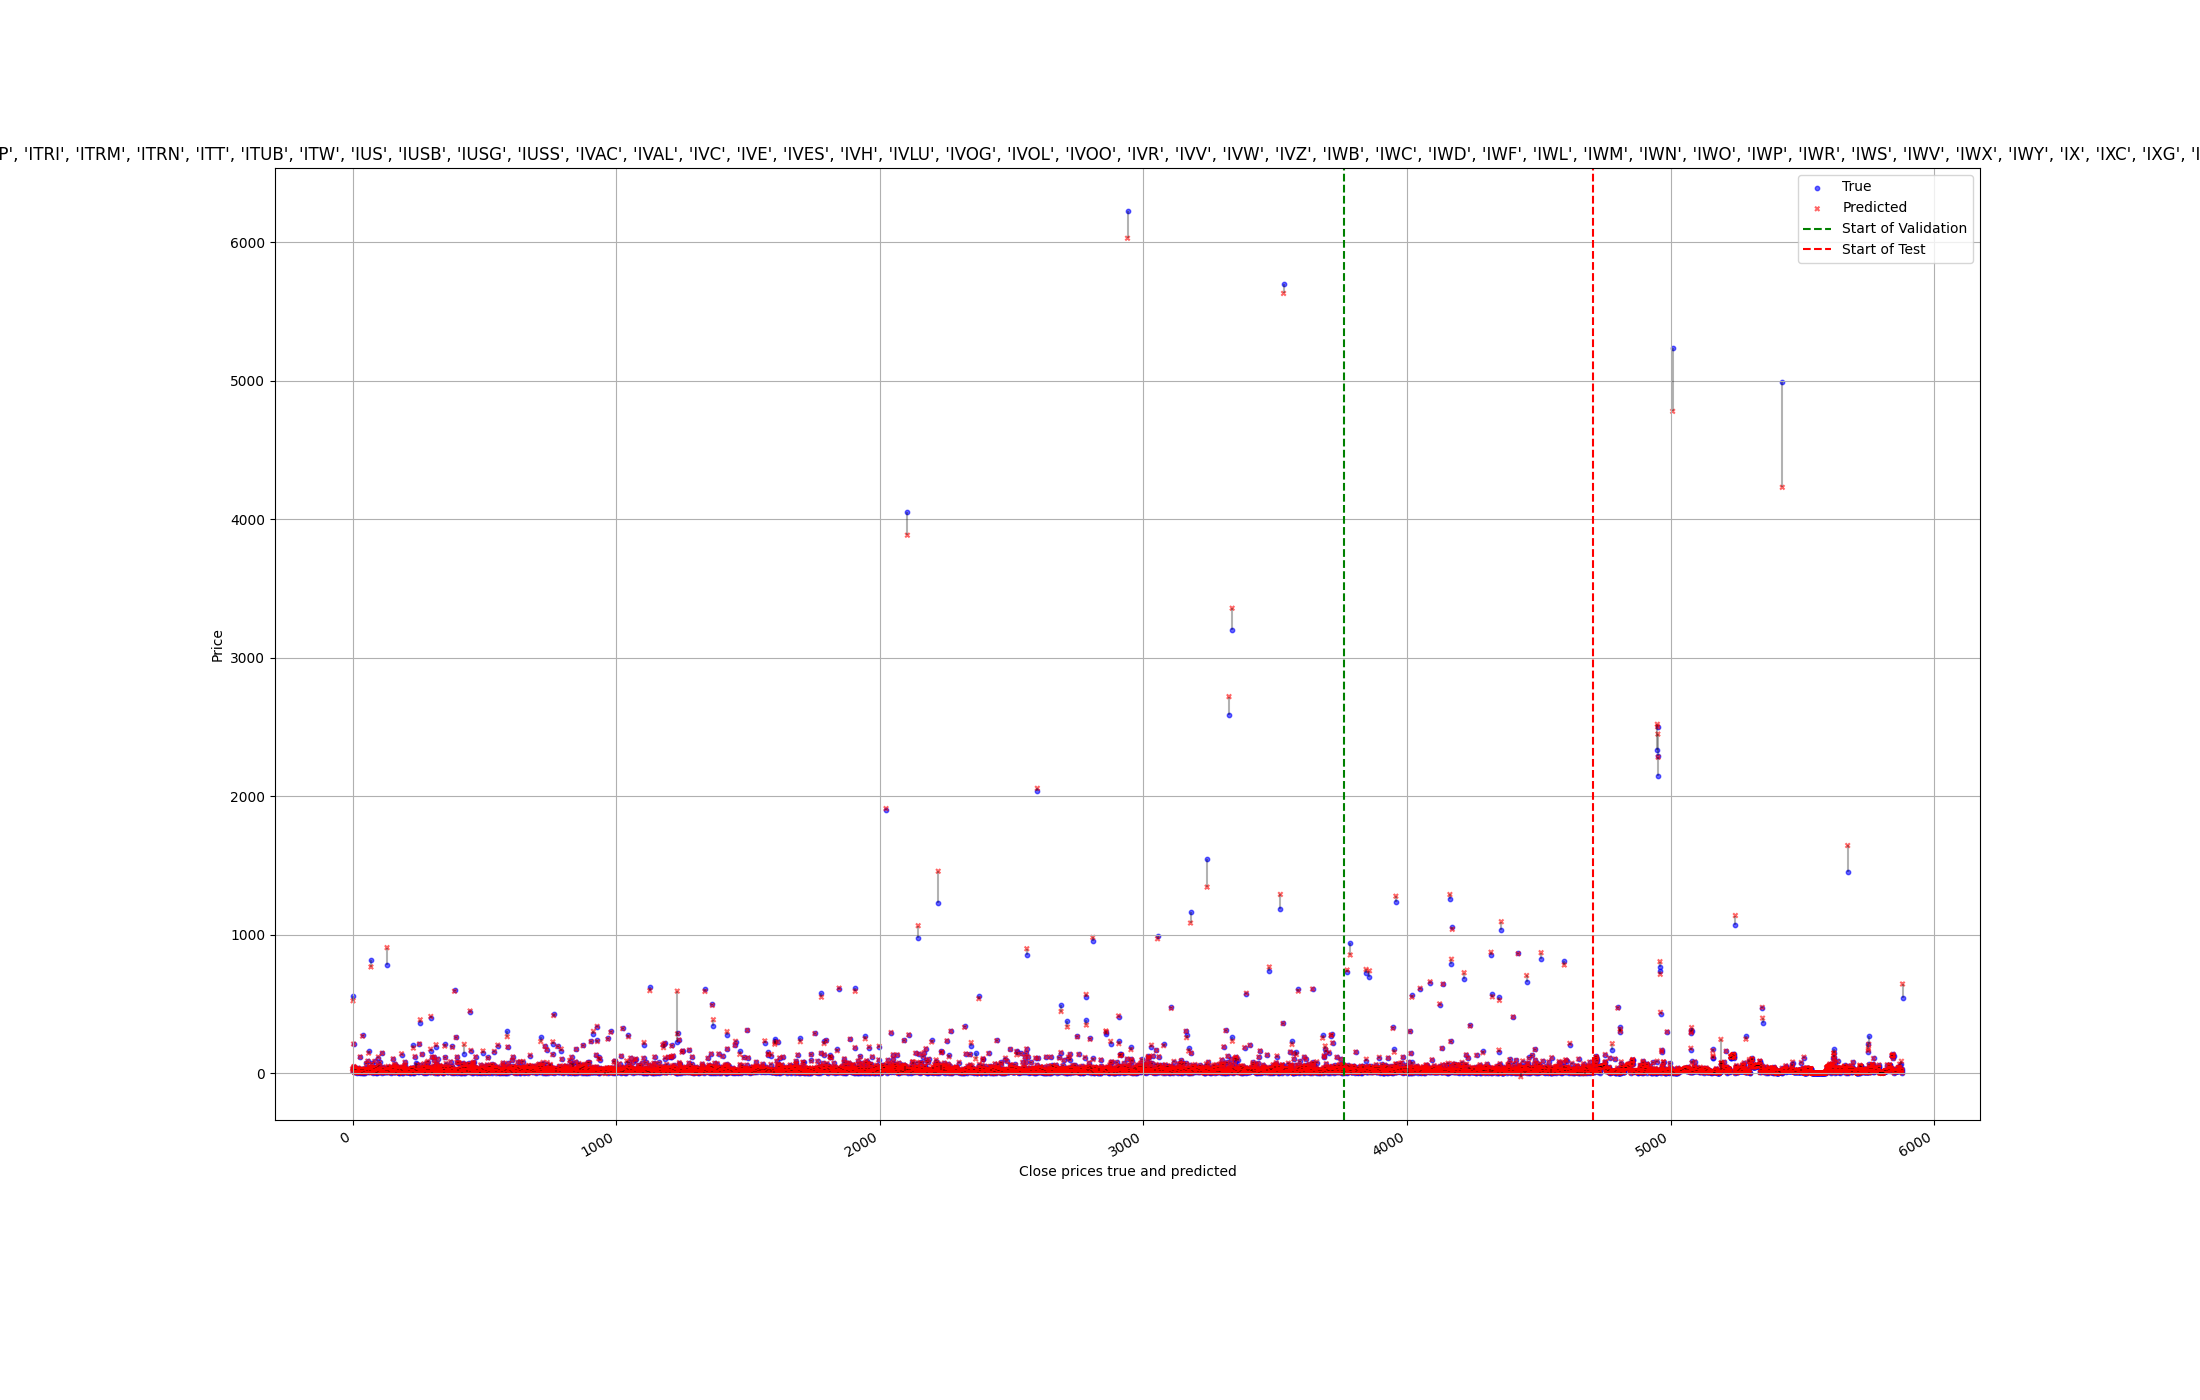 P', 'ITRI', 'ITRM', 'ITRN', 'ITT', 'ITUB', 'ITW', 'IUS', 'IUSB', 'IUSG', 'IUSS', 'IVAC', 'IVAL', 'IVC', 'IVE', 'IVES', 'IVH', 'IVLU', 'IVOG', 'IVOL', 'IVOO', 'IVR', 'IVV', 'IVW', 'IVZ', 'IWB', 'IWC', 'IWD', 'IWF', 'IWL', 'IWM', 'IWN', 'IWO', 'IWP', 'IWR', 'IWS', 'IWV', 'IWX', 'IWY', 'IX', 'IXC', 'IXG', 'I
True
Predicted
Start of Validation
Start of Test
6000
5000
4000
3000
2000
1000
0
Price
0
1000
2000
3000
4000
5000
6000
Close prices true and predicted